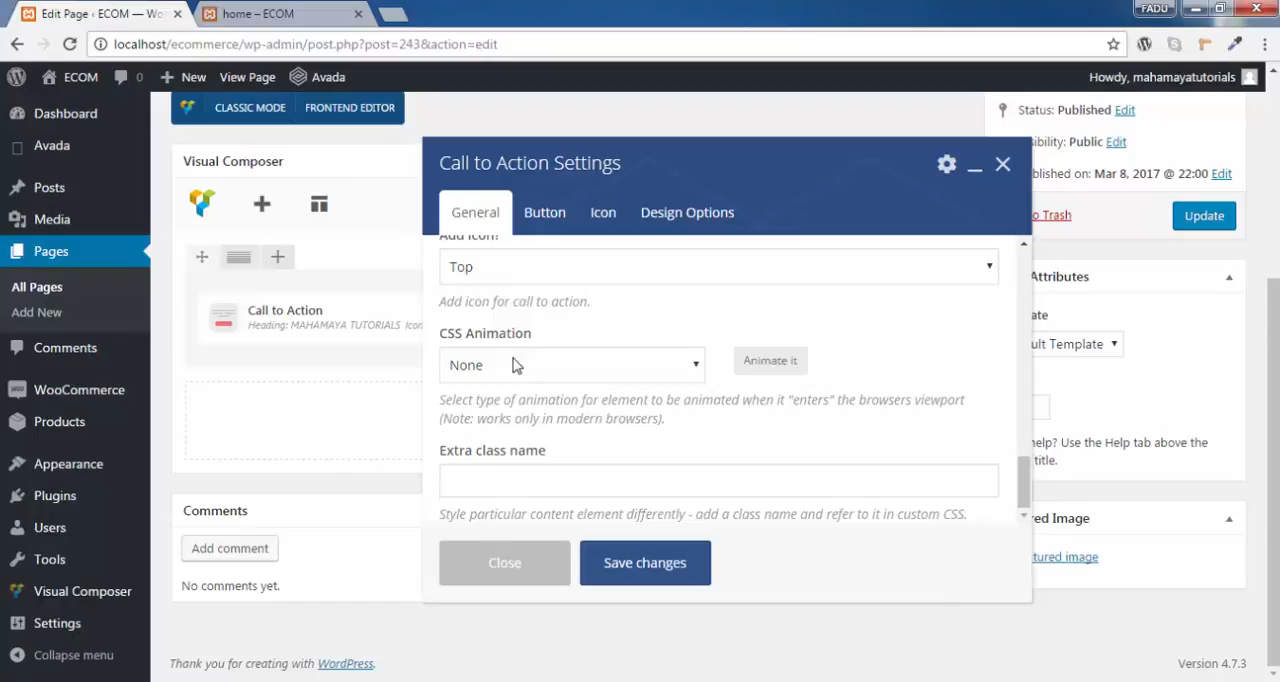 Edit Page ‹ ECOM — Wo
home – ECOM
FADU
localhost/ecommerce/wp-admin/post.php?post=243&action=edit
ECOM
0
New
View Page
Avada
Howdy, mahamayatutorials
Dashboard
Avada
Posts
Media
Pages
All Pages
Add New
Comments
WooCommerce
Products
Appearance
Plugins
Users
Tools
Visual Composer
Settings
Collapse menu
CLASSIC MODE
FRONTEND EDITOR
Visual Composer
Call to Action
Heading: MAHAMAYA TUTORIALS Icon
Comments
Add comment
No comments yet.
Thank you for creating with WordPress.
Version 4.7.3
Call to Action Settings
General
Button
Icon
Design Options
Add icon?
Top
Add icon for call to action.
CSS Animation
None
Animate it
Select type of animation for element to be animated when it "enters" the browsers viewport
(Note: works only in modern browsers).
Extra class name
Style particular content element differently - add a class name and refer to it in custom CSS.
Close
Save changes
Status: Published Edit
ibility: Public Edit
blished on: Mar 8, 2017 @ 22:00 Edit
o Trash
Update
Attributes
ate
ult Template
help? Use the Help tab above the
title.
ed Image
tured image